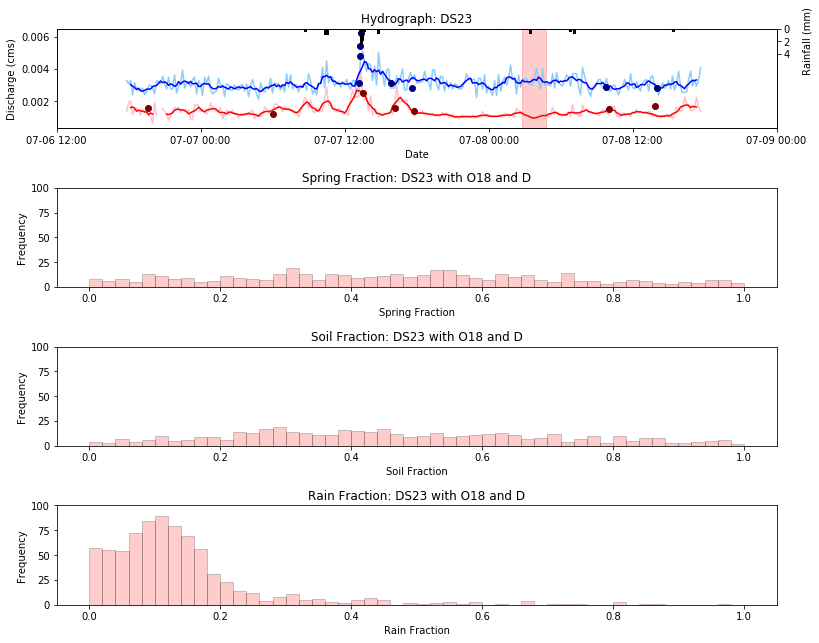 Hydrograph: DS23
Discharge (cms)
0.006
0.004
0.002
0
2
4
Rainfall (mm)
07-06 12:00 07-07 00:00 07-07 12:00 07-08 00:00 07-08 12:00 07-09 00:00
Date
Spring Fraction: DS23 with O18 and D
Frequency
100
75
50
25
0
0.0 0.2 0.4 0.6 0.8 1.0
Spring Fraction
Soil Fraction: DS23 with O18 and D
Frequency
100
75
50
25
0
0.0 0.2 0.4 0.6 0.8 1.0
Soil Fraction
Rain Fraction: DS23 with O18 and D
Frequency
100
75
50
25
0
0.0 0.2 0.4 0.6 0.8 1.0
Rain Fraction